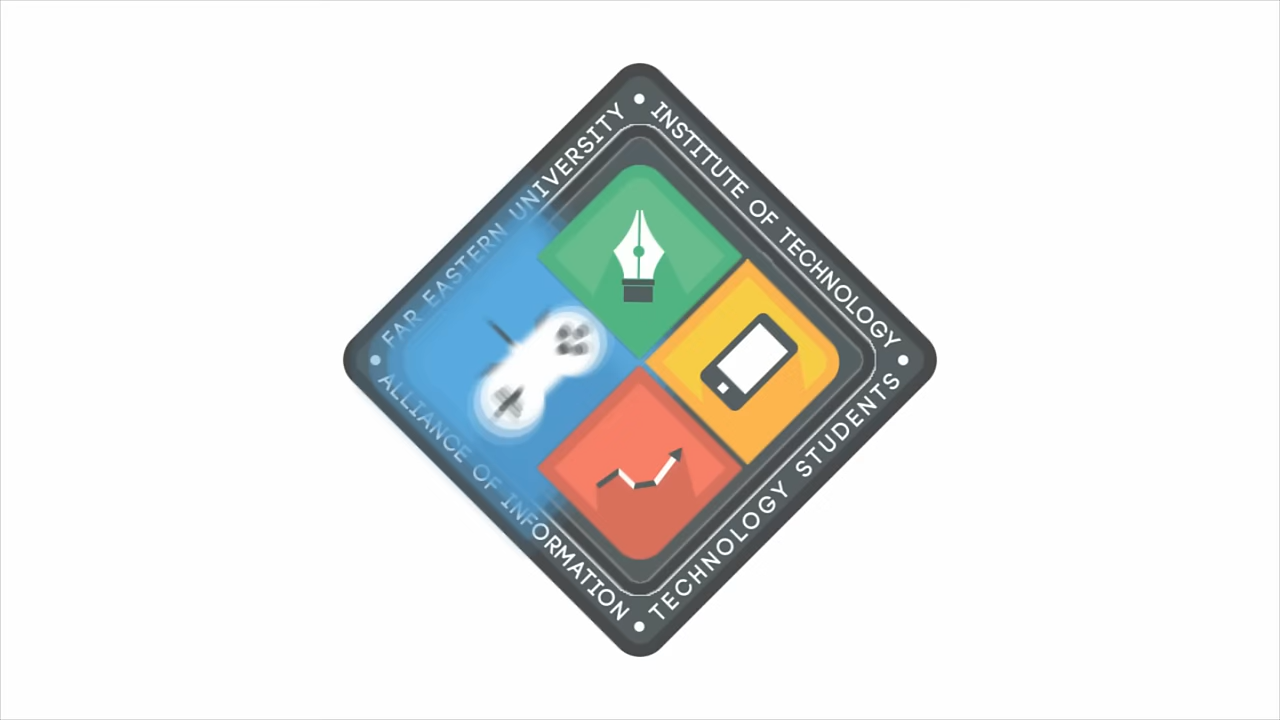 FAR EASTERN UNIVERSITY
INSTITUTE OF TECHNOLOGY
ALLIANCE OF INFORMATION
TECHNOLOGY STUDENTS